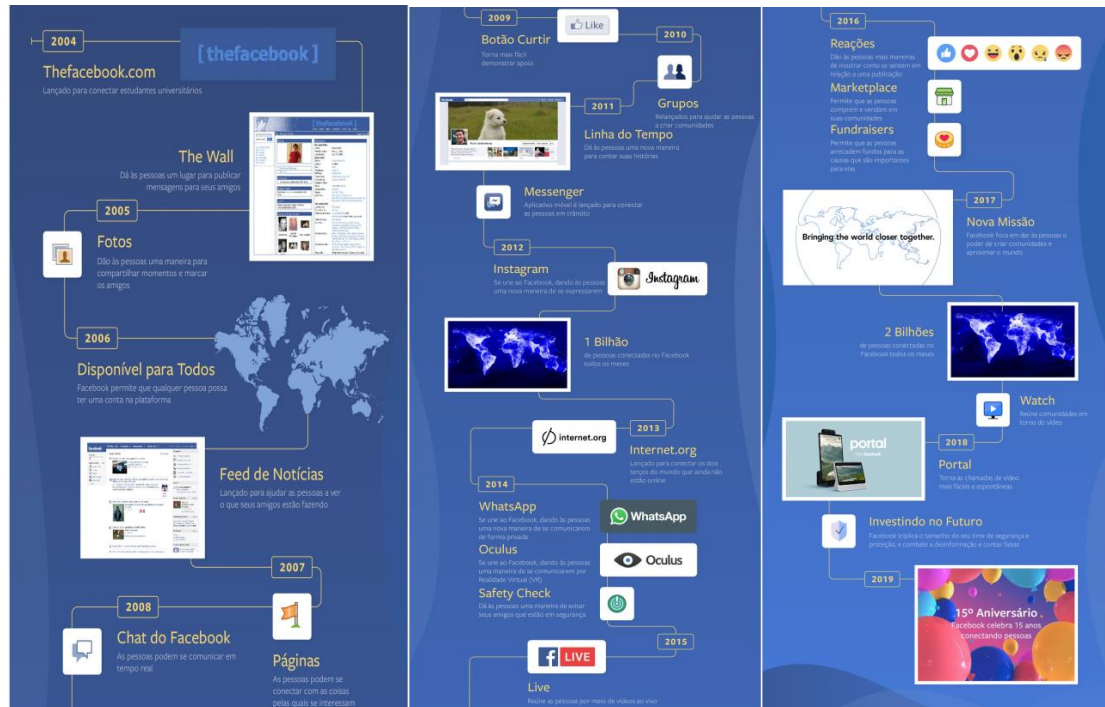 2004
[thefacebook]
Thefacebook.com
Lançado para conectar estudantes universitários
[thefacebook]
The Wall
Dá às pessoas um lugar para publicar
mensagens para seus amigos
2005
Fotos
Dão às pessoas uma maneira para
compartilhar momentos e marcar
os amigos
2006
Disponível para Todos
Facebook permite que qualquer pessoa possa
ter uma conta na plataforma
Feed de Notícias
Lançado para ajudar as pessoas a ver
o que seus amigos estão fazendo
2007
2008
Chat do Facebook
As pessoas podem se comunicar em
tempo real
Páginas
As pessoas podem se
conectar com as coisas
pelas quais se interessam
2009
Like
Botão Curtir
Torna mais fácil
demonstrar apoio
2010
Grupos
Relançados para ajudar as pessoas
a criar comunidades
2011
Linha do Tempo
Dá às pessoas uma nova maneira
para contar suas histórias
Messenger
Aplicativo móvel é lançado para conectar
as pessoas em trânsito
2012
Instagram
Se une ao Facebook, dando às pessoas
uma nova maneira de se expressarem
Instagram
1 Bilhão
de pessoas conectadas no Facebook
todos os meses
2013
internet.org
Internet.org
Lançado para conectar os dois
terços do mundo que ainda não
estão online
2014
WhatsApp
Se une ao Facebook, dando às pessoas
uma nova maneira de se comunicarem
de forma privada
WhatsApp
Oculus
Se une ao Facebook, dando às pessoas
uma maneira de se comunicarem por
Realidade Virtual (VR)
Oculus
Safety Check
Dá às pessoas uma maneira de avisar
seus amigos que estão em segurança
2015
f LIVE
Live
Reúne as pessoas por meio de vídeos ao vivo
2016
Reações
Dão às pessoas mais maneiras
de mostrar como se sentem em
relação a uma publicação
Marketplace
Permite que as pessoas
comprem e vendam em
suas comunidades
Fundraisers
Permite que as pessoas
arrecadem fundos para as
causas que são importantes
para elas
2017
Bringing the world closer together.
Nova Missão
Facebook foca em dar às pessoas o
poder de criar comunidades e
aproximar o mundo
2 Bilhões
de pessoas conectadas no
Facebook todos os meses
Watch
Reúne comunidades em
torno do vídeo
2018
portal
from facebook
Portal
Torna as chamadas de vídeo
mais fáceis e espontâneas
Investindo no Futuro
Facebook triplica o tamanho do seu time de segurança e
proteção, e combate a desinformação e contas falsas
2019
15º Aniversário
Facebook celebra 15 anos
conectando pessoas